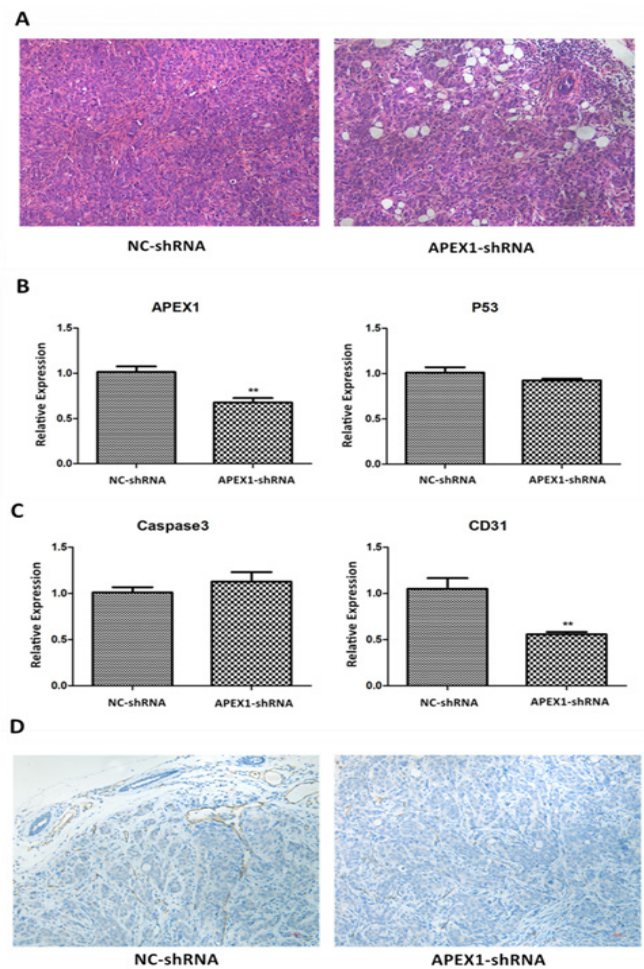 A
NC-shRNA
APEX1-shRNA
B
APEX1
Relative Expression
1.5
1.0
0.5
0.0
**
NC-shRNA
APEX1-shRNA
P53
Relative Expression
1.5
1.0
0.5
0.0
NC-shRNA
APEX1-shRNA
C
Caspase3
Relative Expression
1.5
1.0
0.5
0.0
NC-shRNA
APEX1-shRNA
CD31
Relative Expression
1.5
1.0
0.5
0.0
**
NC-shRNA
APEX1-shRNA
D
NC-shRNA
APEX1-shRNA